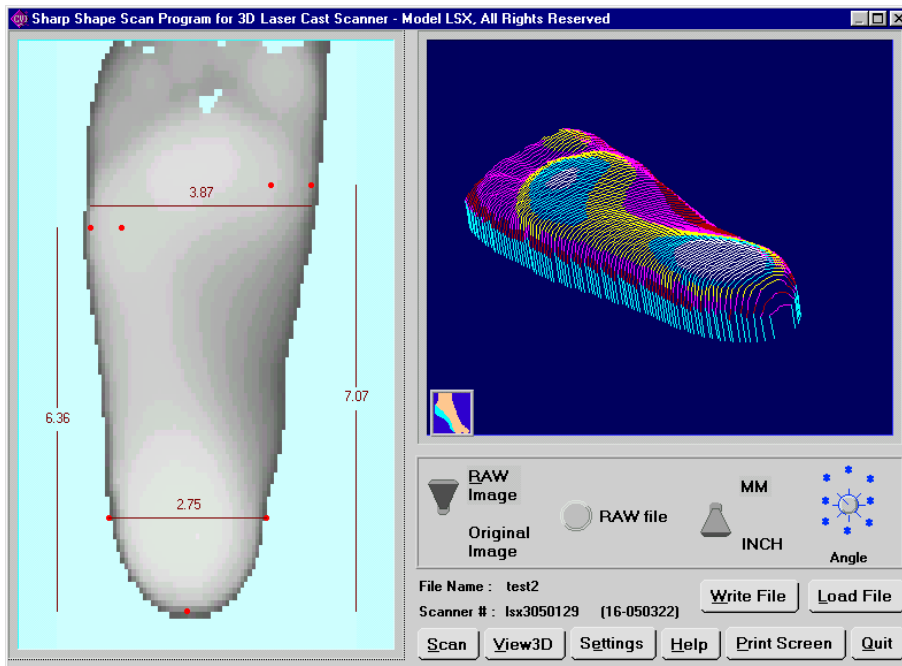 CVI Sharp Shape Scan Program for 3D Laser Cast Scanner - Model LSX, All Rights Reserved
3.87
6.36
7.07
2.75
RAW Image
Original Image
RAW file
MM
INCH
Angle
File Name : test2
Scanner # : lsx3050129 (16-050322)
Write File
Load File
Scan
View3D
Settings
Help
Print Screen
Quit